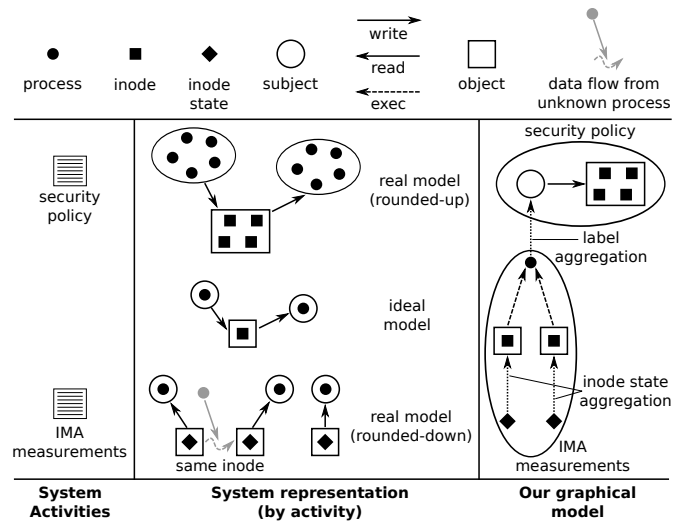 write
read
exec
process
inode
inode
state
subject
object
data flow from
unknown process
security
policy
real model
(rounded-up)
security policy
label
aggregation
ideal
model
IMA
measurements
same inode
real model
(rounded-down)
inode state
aggregation
IMA
measurements
System
Activities
System representation
(by activity)
Our graphical
model